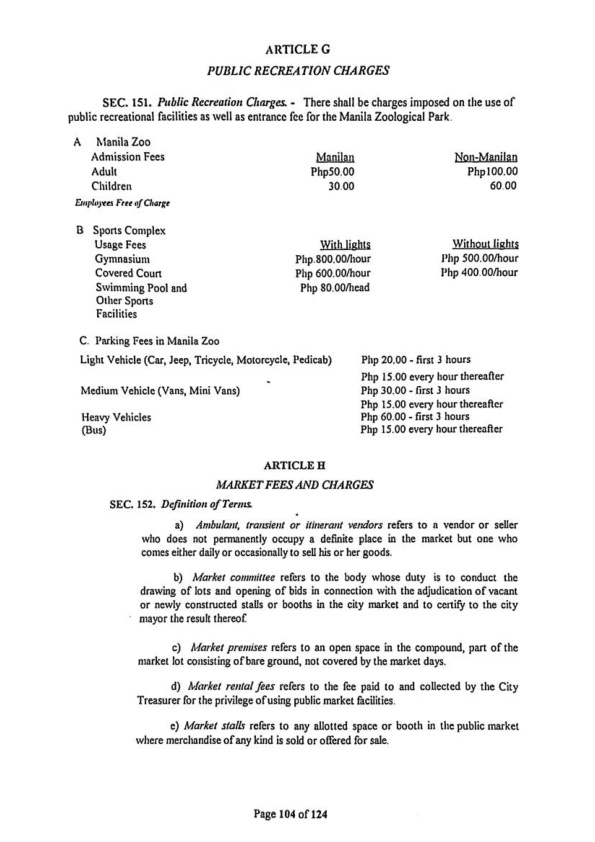 ARTICLE G
PUBLIC RECREATION CHARGES
SEC. 151. Public Recreation Charges. - There shall be charges imposed on the use of
public recreational facilities as well as entrance fee for the Manila Zoological Park.
A Manila Zoo
Admission Fees Manilan Non-Manilan
Adult Php50.00 Php100.00
Children 30.00 60.00
Employees Free of Charge
B Sports Complex
Usage Fees With lights Without lights
Gymnasium Php.800.00/hour Php 500.00/hour
Covered Court Php 600.00/hour Php 400.00/hour
Swimming Pool and Php 80.00/head
Other Sports
Facilities
C. Parking Fees in Manila Zoo
Light Vehicle (Car, Jeep, Tricycle, Motorcycle, Pedicab) Php 20.00 - first 3 hours
Php 15.00 every hour thereafter
Medium Vehicle (Vans, Mini Vans) Php 30.00 - first 3 hours
Php 15.00 every hour thereafter
Heavy Vehicles Php 60.00 - first 3 hours
(Bus) Php 15.00 every hour thereafter
ARTICLE H
MARKET FEES AND CHARGES
SEC. 152. Definition of Terms.
a) Ambulant, transient or itinerant vendors refers to a vendor or seller
who does not permanently occupy a definite place in the market but one who
comes either daily or occasionally to sell his or her goods.
b) Market committee refers to the body whose duty is to conduct the
drawing of lots and opening of bids in connection with the adjudication of vacant
or newly constructed stalls or booths in the city market and to certify to the city
mayor the result thereof.
c) Market premises refers to an open space in the compound, part of the
market lot consisting of bare ground, not covered by the market days.
d) Market rental fees refers to the fee paid to and collected by the City
Treasurer for the privilege of using public market facilities.
e) Market stalls refers to any allotted space or booth in the public market
where merchandise of any kind is sold or offered for sale.
Page 104 of 124